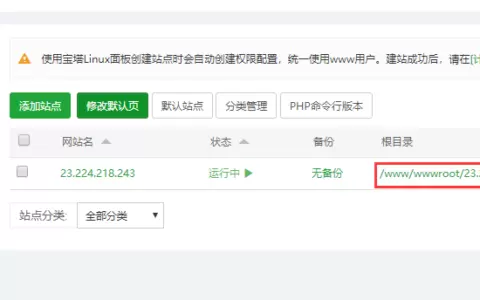 使用宝塔Linux面板创建站点时会自动创建权限配置，统一使用www用户。建站成功后，请在[计
添加站点 修改默认页 默认站点 分类管理 PHP命令行版本
网站名 状态 备份 根目录
23.224.218.243 运行中 无备份 /www/wwwroot/23.
站点分类: 全部分类